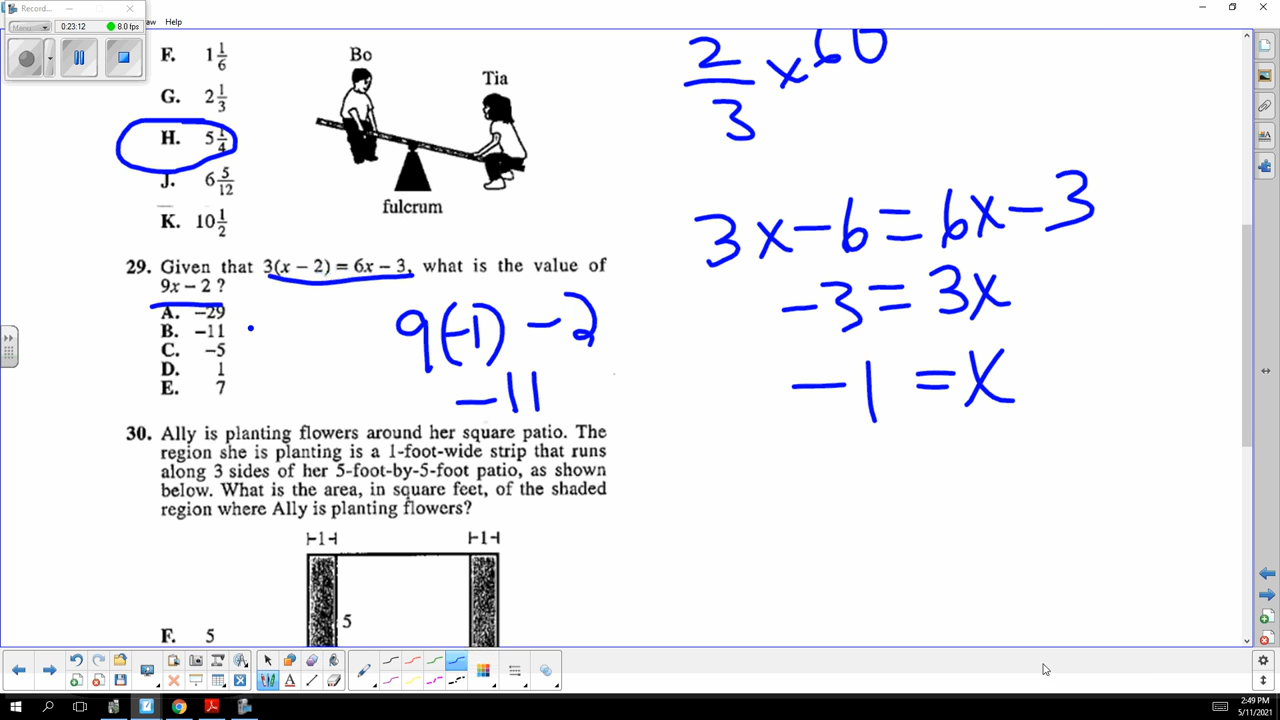 Record...
Menu
0:23:12
8.0 fps
Help
F. 1 1/6
G. 2 1/3
H. 5 1/4
J. 6 5/12
K. 10 1/2
Bo
Tia
fulcrum
29. Given that 3(x − 2) = 6x − 3, what is the value of
9x − 2 ?
A. −29
B. −11
C. −5
D. 1
E. 7
9(-1) - 2
-11
30. Ally is planting flowers around her square patio. The
region she is planting is a 1-foot-wide strip that runs
along 3 sides of her 5-foot-by-5-foot patio, as shown
below. What is the area, in square feet, of the shaded
region where Ally is planting flowers?
1 1
5
F. 5
2/3 x 60
3x - 6 = 6x - 3
-3 = 3x
-1 = x
2:49 PM
5/11/2021